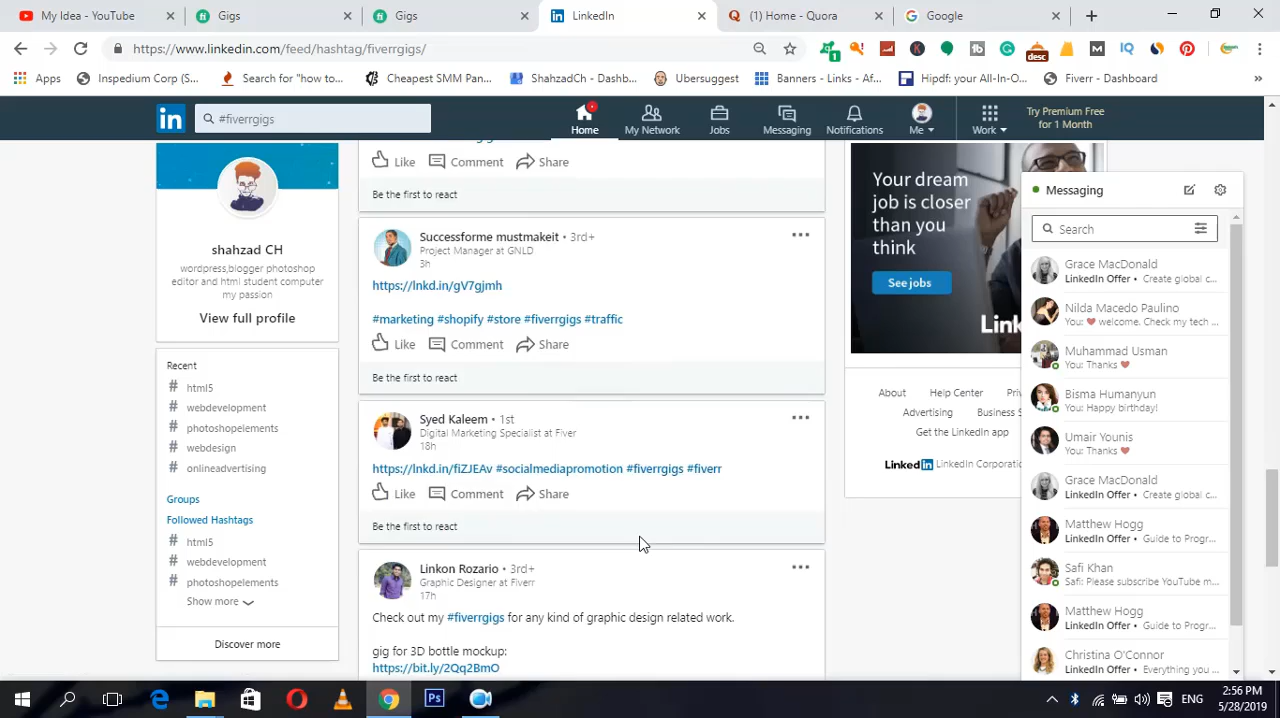 My Idea - YouTube
Gigs
Gigs
LinkedIn
(1) Home - Quora
Google
https://www.linkedin.com/feed/hashtag/fiverrgigs/
1
desc
Apps
Inspedium Corp (S...
Search for "how to...
Cheapest SMM Pan...
ShahzadCh - Dashb...
Ubersuggest
Banners - Links - Af...
Hipdf: your All-In-O...
Fiverr - Dashboard
#fiverrgigs
Home
My Network
Jobs
Messaging
Notifications
Me
Work
Try Premium Free
for 1 Month
shahzad CH
wordpress,blogger photoshop
editor and html student computer
my passion
View full profile
Recent
# html5
# webdevelopment
# photoshopelements
# webdesign
# onlineadvertising
Groups
Followed Hashtags
# html5
# webdevelopment
# photoshopelements
Show more
Discover more
Like
Comment
Share
Be the first to react
Successforme mustmakeit • 3rd+
Project Manager at GNLD
3h
https://lnkd.in/gV7gjmh
#marketing #shopify #store #fiverrgigs #traffic
Like
Comment
Share
Be the first to react
Syed Kaleem • 1st
Digital Marketing Specialist at Fiver
18h
https://lnkd.in/fiZJEAv #socialmediapromotion #fiverrgigs #fiverr
Like
Comment
Share
Be the first to react
Linkon Rozario • 3rd+
Graphic Designer at Fiverr
17h
Check out my #fiverrgigs for any kind of graphic design related work.
gig for 3D bottle mockup:
https://bit.ly/2Qq2BmO
Your dream
job is closer
than you
think
See jobs
Link
About
Help Center
Pri
Advertising
Business S
Get the LinkedIn app
LinkedIn LinkedIn Corporatio
Messaging
Search
Grace MacDonald
LinkedIn Offer • Create global c...
Nilda Macedo Paulino
You: ❤ welcome. Check my tech ...
Muhammad Usman
You: Thanks ❤
Bisma Humanyun
You: Happy birthday!
Umair Younis
You: Thanks ❤
Grace MacDonald
LinkedIn Offer • Create global c...
Matthew Hogg
LinkedIn Offer • Guide to Progr...
Safi Khan
Safi: Please subscribe YouTube m...
Matthew Hogg
LinkedIn Offer • Guide to Progr...
Christina O'Connor
LinkedIn Offer • Everything you ...
ENG
2:56 PM
5/28/2019